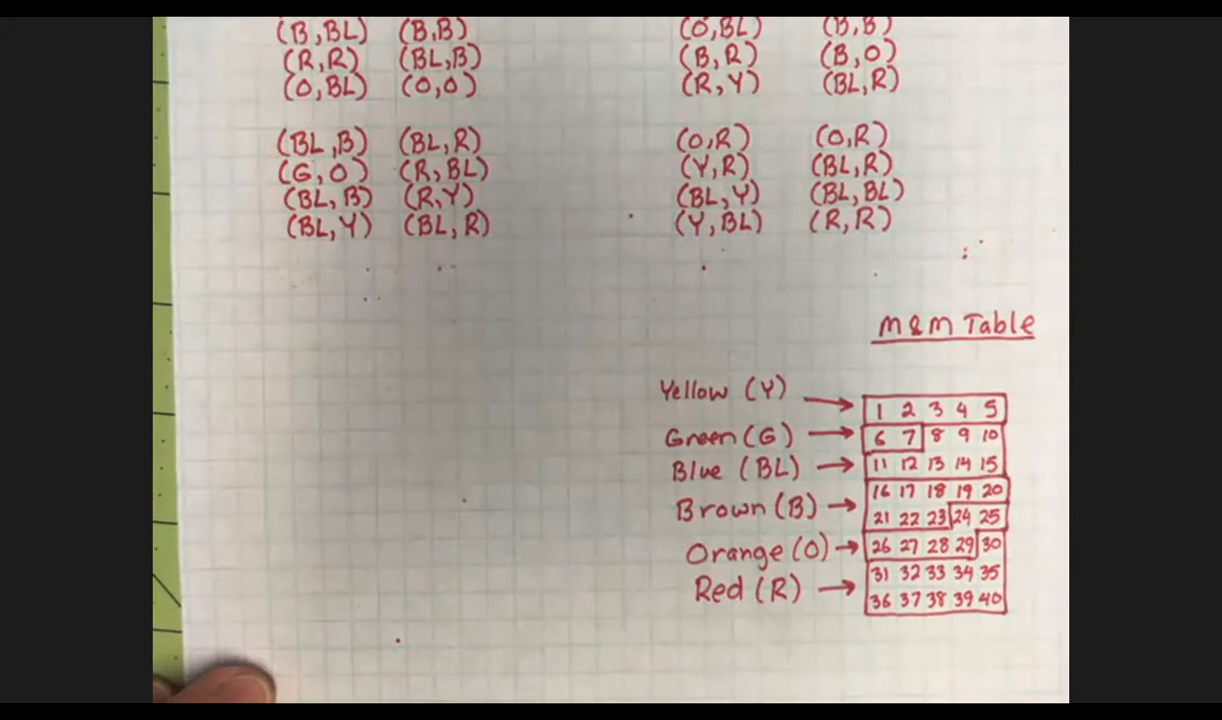 (B,BL) (B,B) (O,BL) (B,B)
(R,R) (BL,B) (B,R) (B,O)
(O,BL) (O,O) (R,Y) (BL,R)
(BL,B) (BL,R) (O,R) (O,R)
(G,O) (R,BL) (Y,R) (BL,R)
(BL,B) (R,Y) (BL,Y) (BL,BL)
(BL,Y) (BL,R) (Y,BL) (R,R)
M&M Table
Yellow (Y) → 1 2 3 4 5
Green (G) → 6 7 8 9 10
Blue (BL) → 11 12 13 14 15
16 17 18 19 20
Brown (B) → 21 22 23 24 25
Orange (O) → 26 27 28 29 30
Red (R) → 31 32 33 34 35
36 37 38 39 40